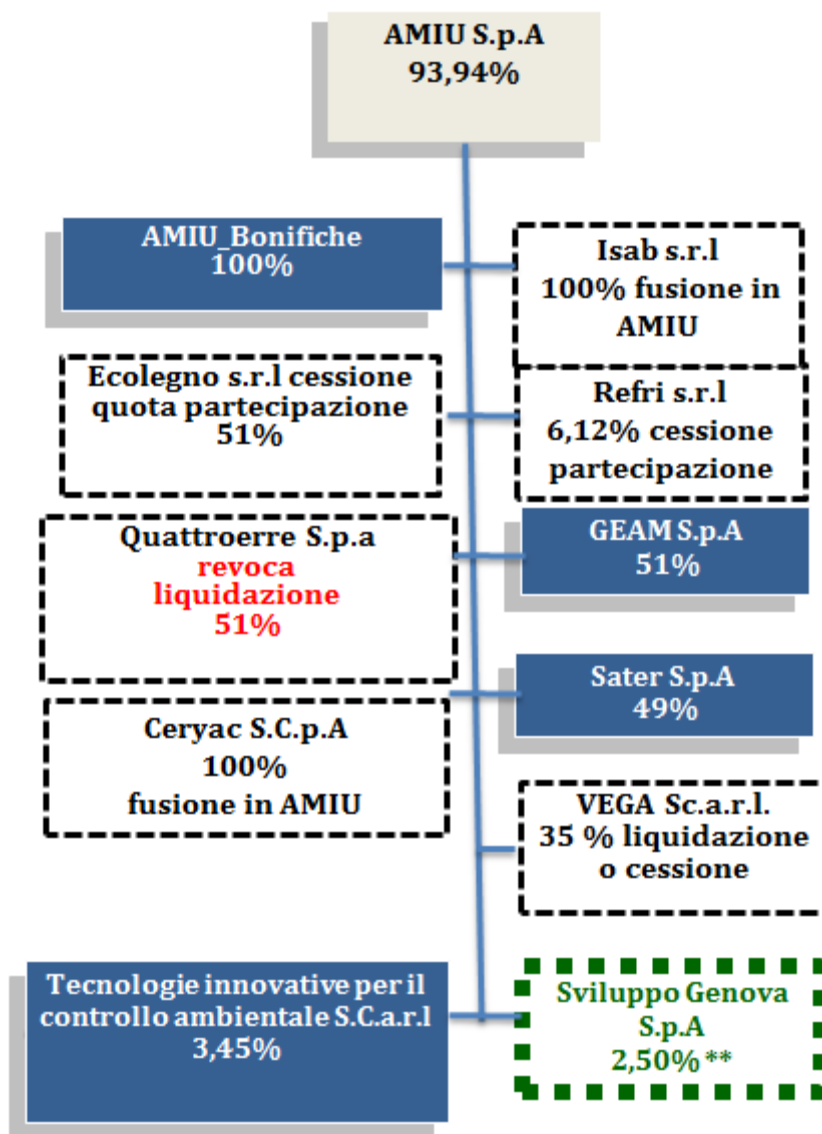 AMIU S.p.A
93,94%
AMIU_Bonifiche
100%
Isab s.r.l
100% fusione in
AMIU
Ecolegno s.r.l cessione
quota partecipazione
51%
Refri s.r.l
6,12% cessione
partecipazione
Quattroerre S.p.a
revoca
liquidazione
51%
GEAM S.p.A
51%
Sater S.p.A
49%
Ceryac S.C.p.A
100%
fusione in AMIU
VEGA Sc.a.r.l.
35 % liquidazione
o cessione
Tecnologie innovative per il
controllo ambientale S.C.a.r.l
3,45%
Sviluppo Genova
S.p.A
2,50% **